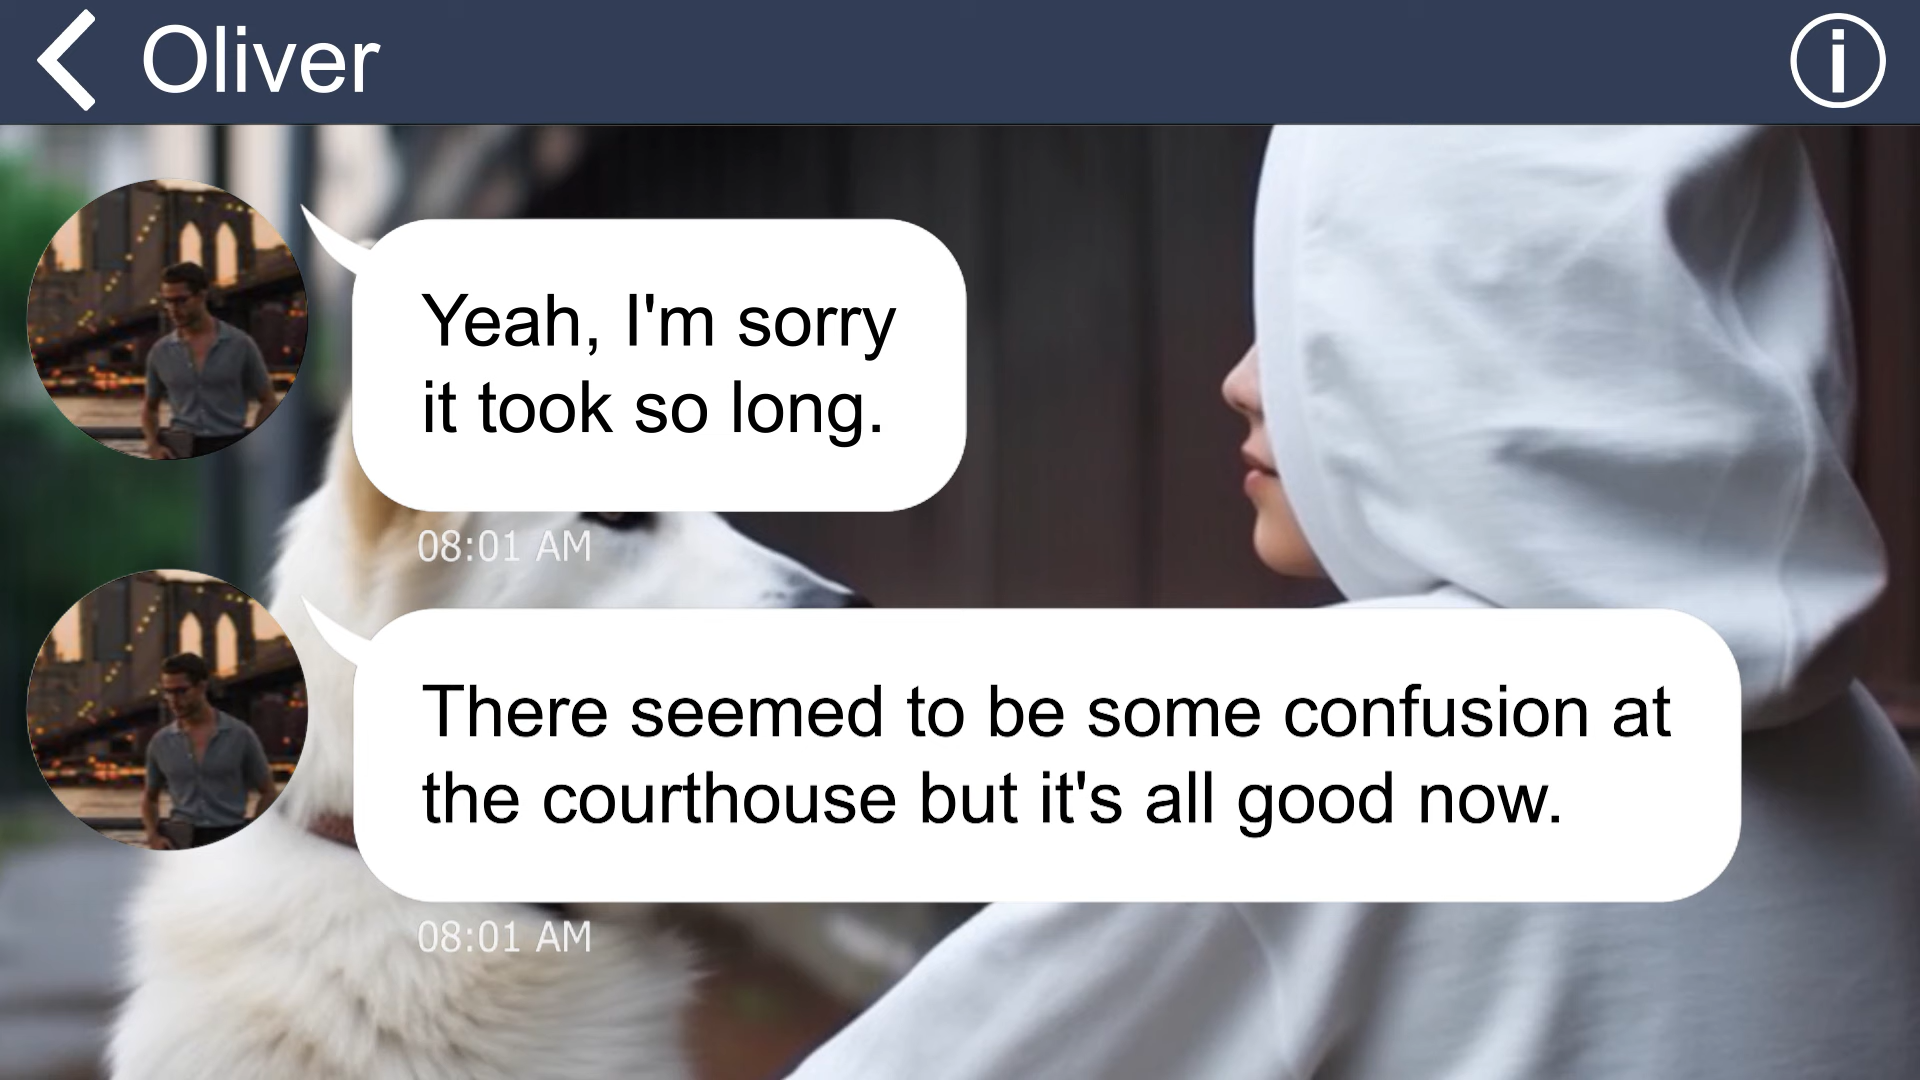 Oliver
Yeah, I'm sorry
it took so long.
08:01 AM
There seemed to be some confusion at
the courthouse but it's all good now.
08:01 AM